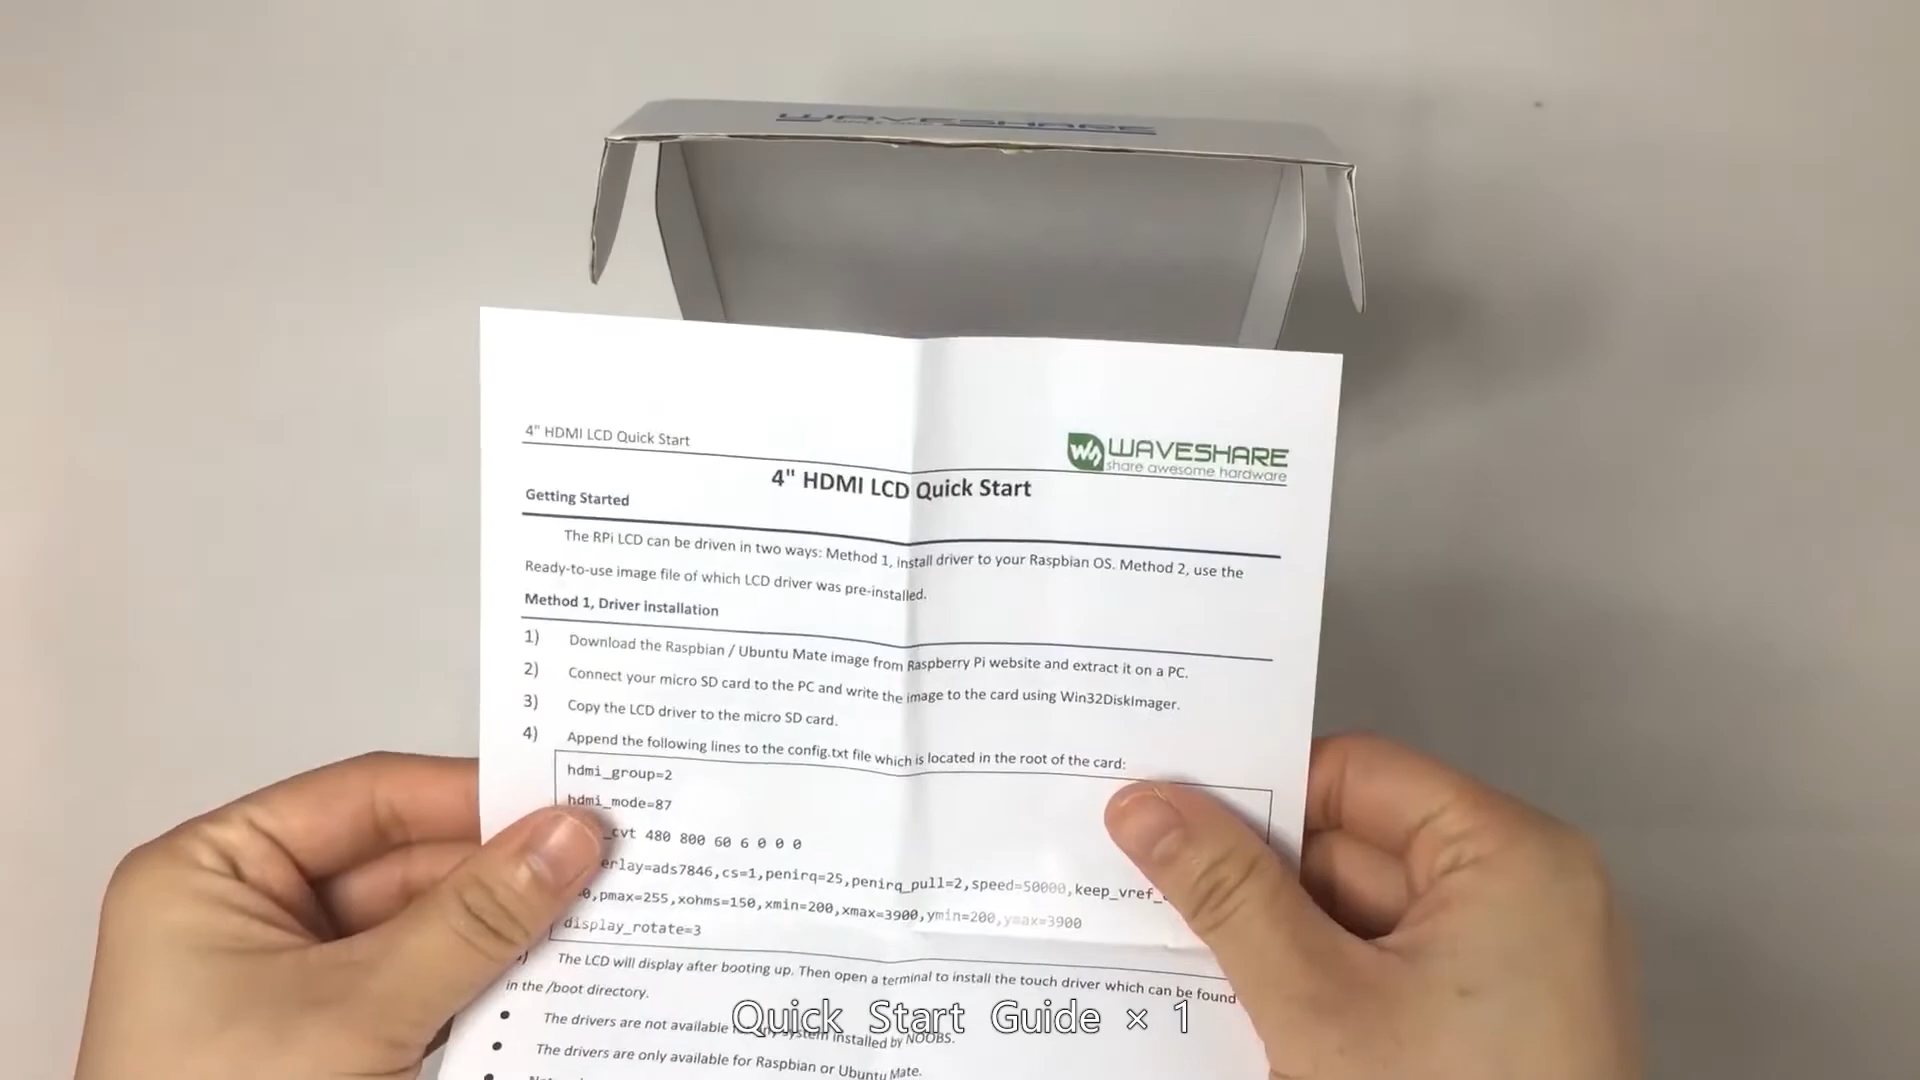 WAVESHARE
4" HDMI LCD Quick Start
WAVESHARE
share awesome hardware
4" HDMI LCD Quick Start
Getting Started
The RPi LCD can be driven in two ways: Method 1, install driver to your Raspbian OS. Method 2, use the
Ready-to-use image file of which LCD driver was pre-installed.
Method 1, Driver installation
1) Download the Raspbian / Ubuntu Mate image from Raspberry Pi website and extract it on a PC.
2) Connect your micro SD card to the PC and write the image to the card using Win32DiskImager.
3) Copy the LCD driver to the micro SD card.
4) Append the following lines to the config.txt file which is located in the root of the card:
hdmi_group=2
hdmi_mode=87
_cvt 480 800 60 6 0 0 0
erlay=ads7846,cs=1,penirq=25,penirq_pull=2,speed=50000,keep_vref_
0,pmax=255,xohms=150,xmin=200,xmax=3900,ymin=200,ymax=3900
display_rotate=3
) The LCD will display after booting up. Then open a terminal to install the touch driver which can be found
in the /boot directory.
Quick Start Guide × 1
• The drivers are not available system installed by NOOBS.
• The drivers are only available for Raspbian or Ubuntu Mate.